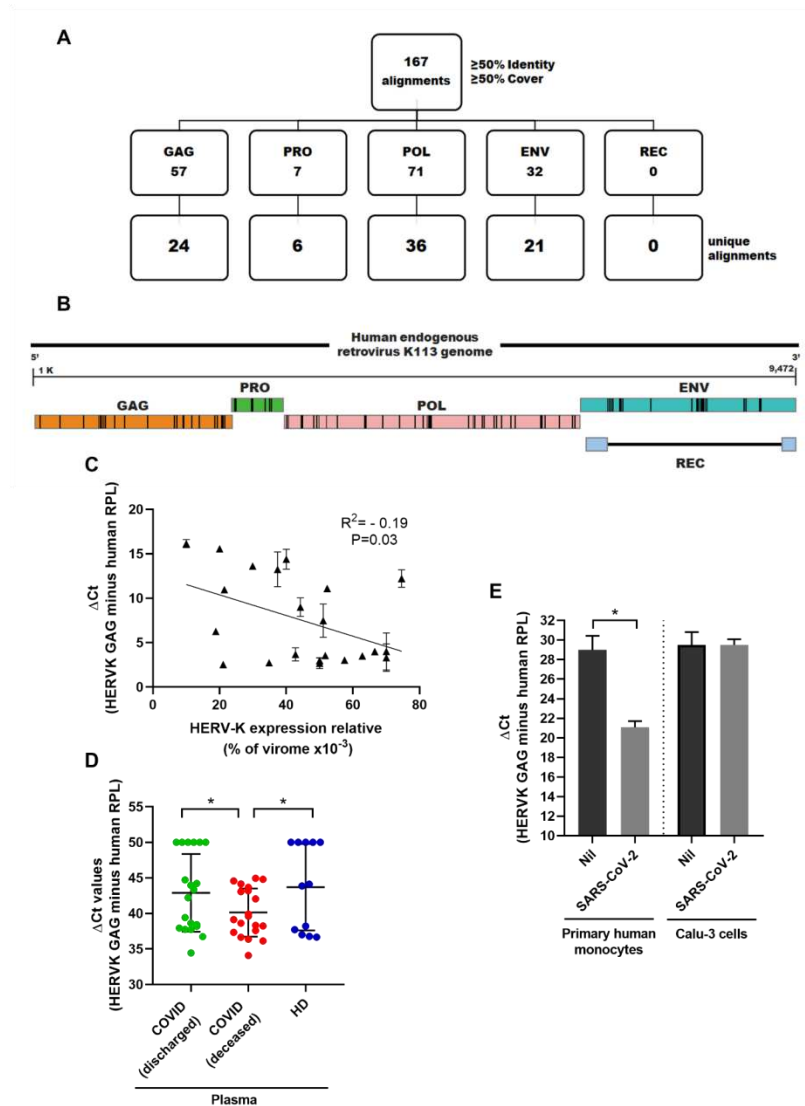 A
167
alignments
≥50% Identity
≥50% Cover
GAG
57
PRO
7
POL
71
ENV
32
REC
0
24
6
36
21
0
unique
alignments
B
Human endogenous
retrovirus K113 genome
5'
3'
1 K
9,472
PRO
ENV
GAG
POL
REC
C
R2= - 0.19
P=0.03
ΔCt
(HERVK GAG minus human RPL)
20
15
10
5
0
0
20
40
60
80
HERV-K expression relative
(% of virome x10-3)
D
*
*
ΔCt values
(HERVK GAG minus human RPL)
55
50
45
40
35
30
COVID
(discharged)
COVID
(deceased)
HD
Plasma
E
*
ΔCt
(HERVK GAG minus human RPL)
32
30
28
26
24
22
20
18
16
14
12
10
Nil
SARS-CoV-2
Nil
SARS-CoV-2
Primary human
monocytes
Calu-3 cells